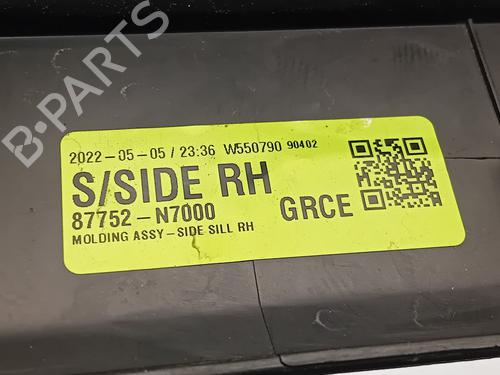 B-PARTS
2022-05-05 / 23:36 W550790 90402
S/SIDE RH
87752-N7000 GRCE
MOLDING ASSY-SIDE SILL RH